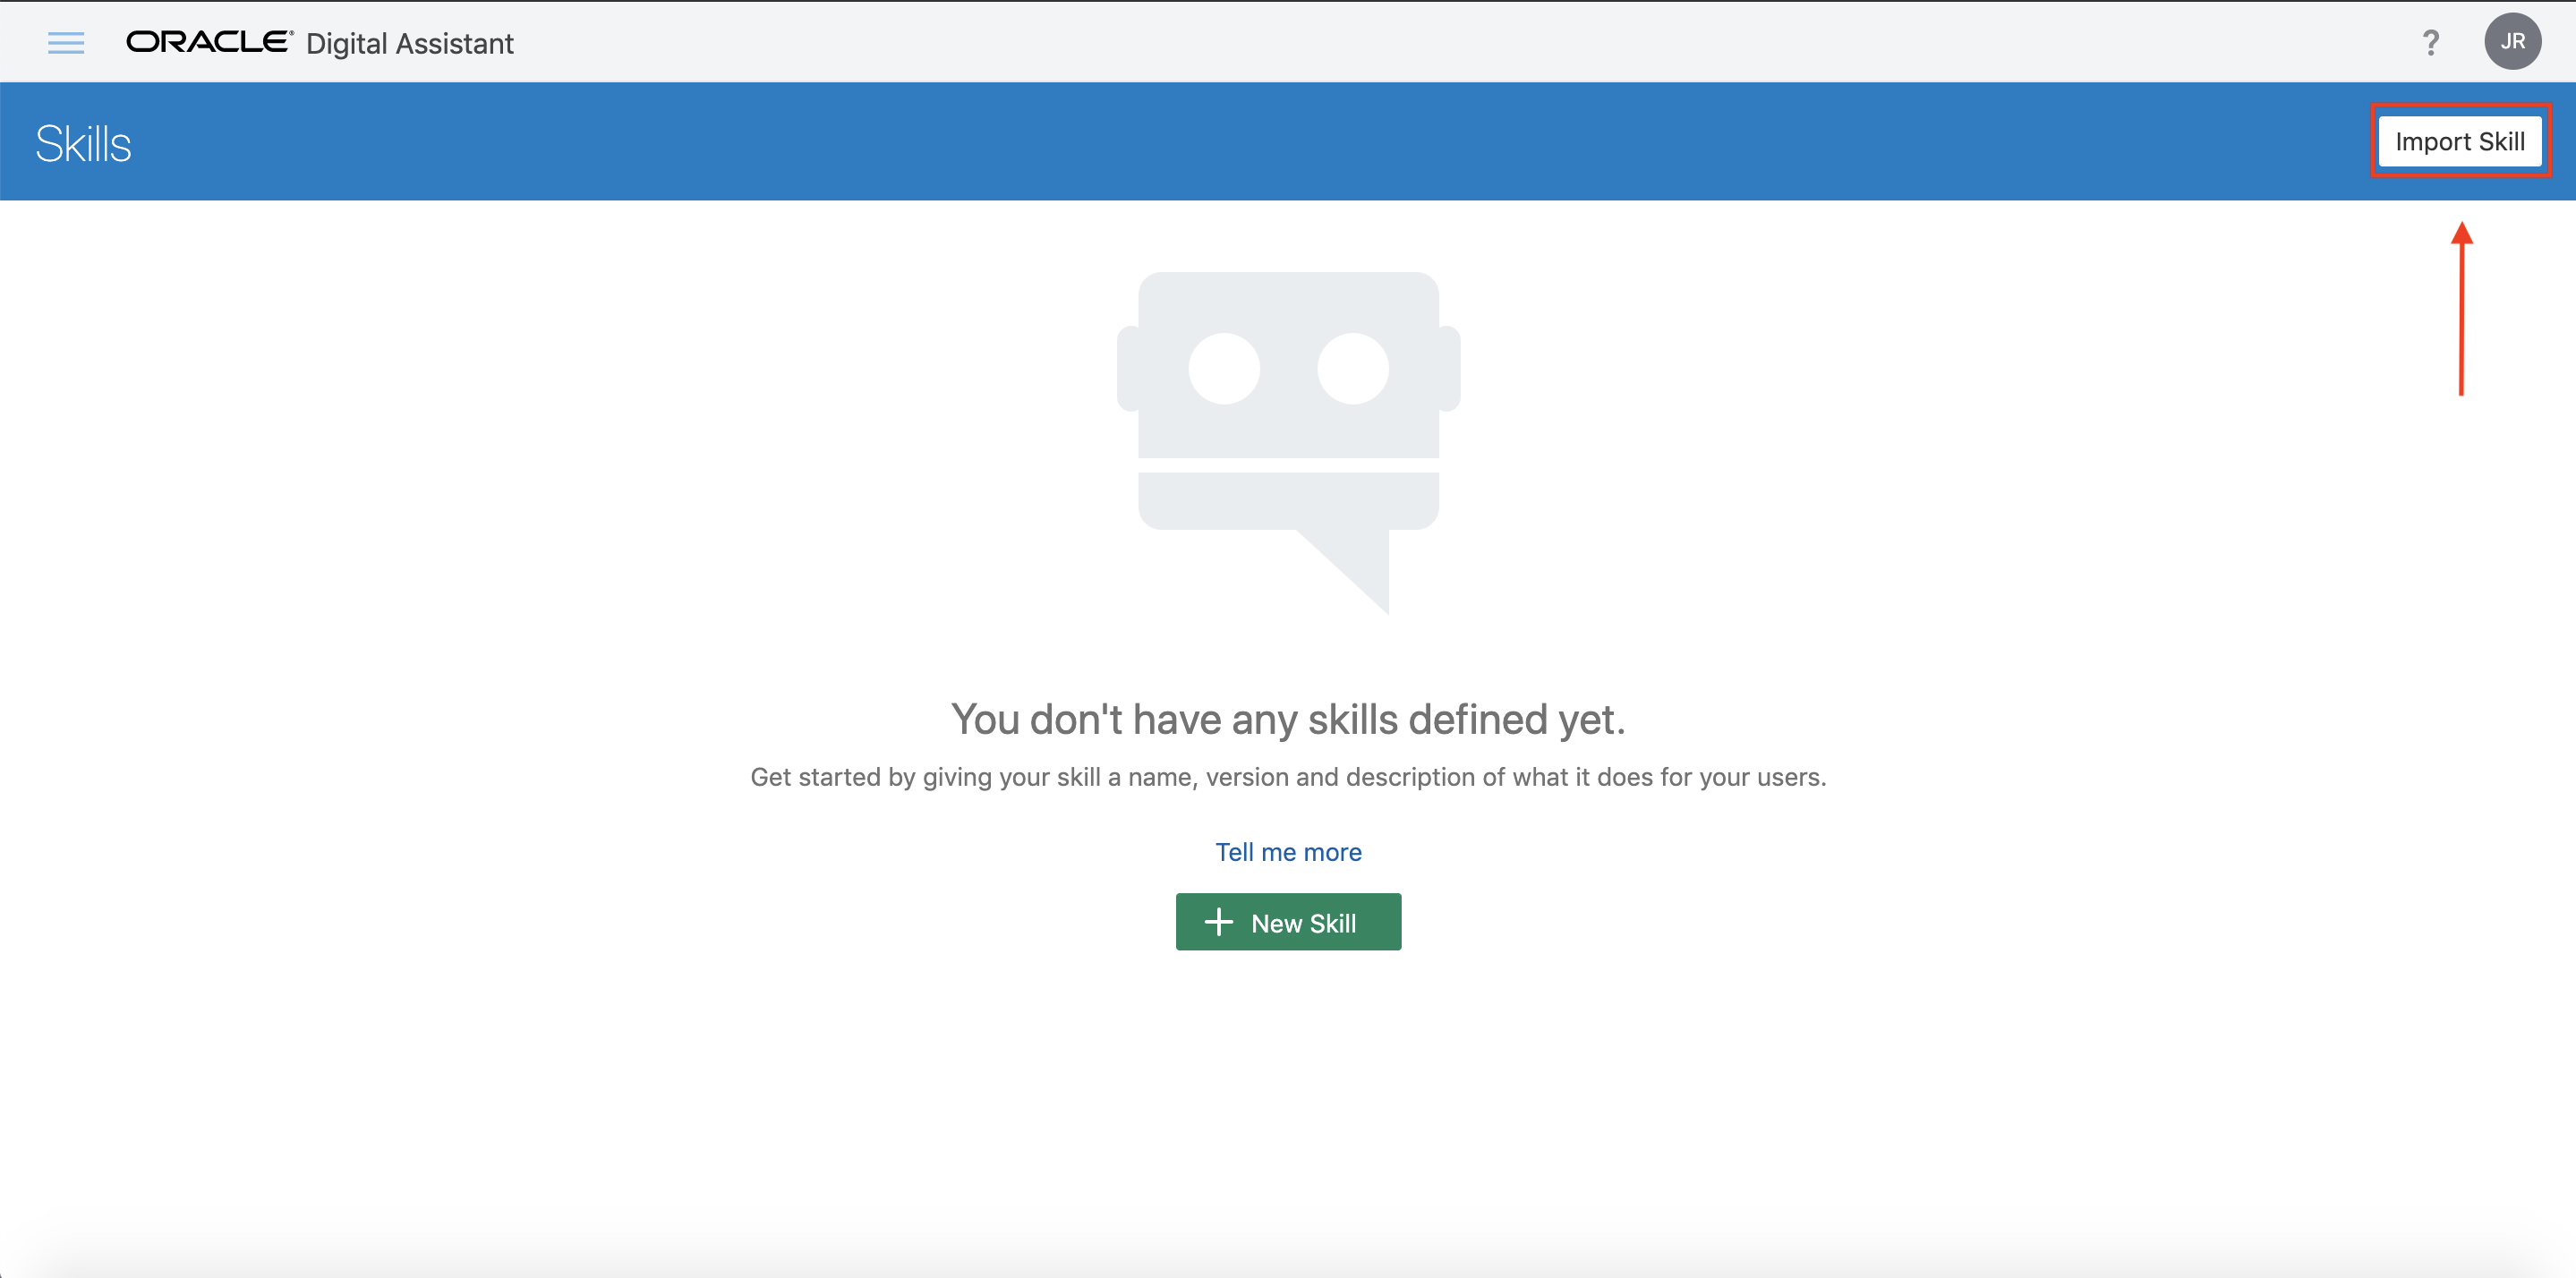 ORACLE® Digital Assistant
?
JR
Skills
Import Skill
You don't have any skills defined yet.
Get started by giving your skill a name, version and description of what it does for your users.
Tell me more
New Skill